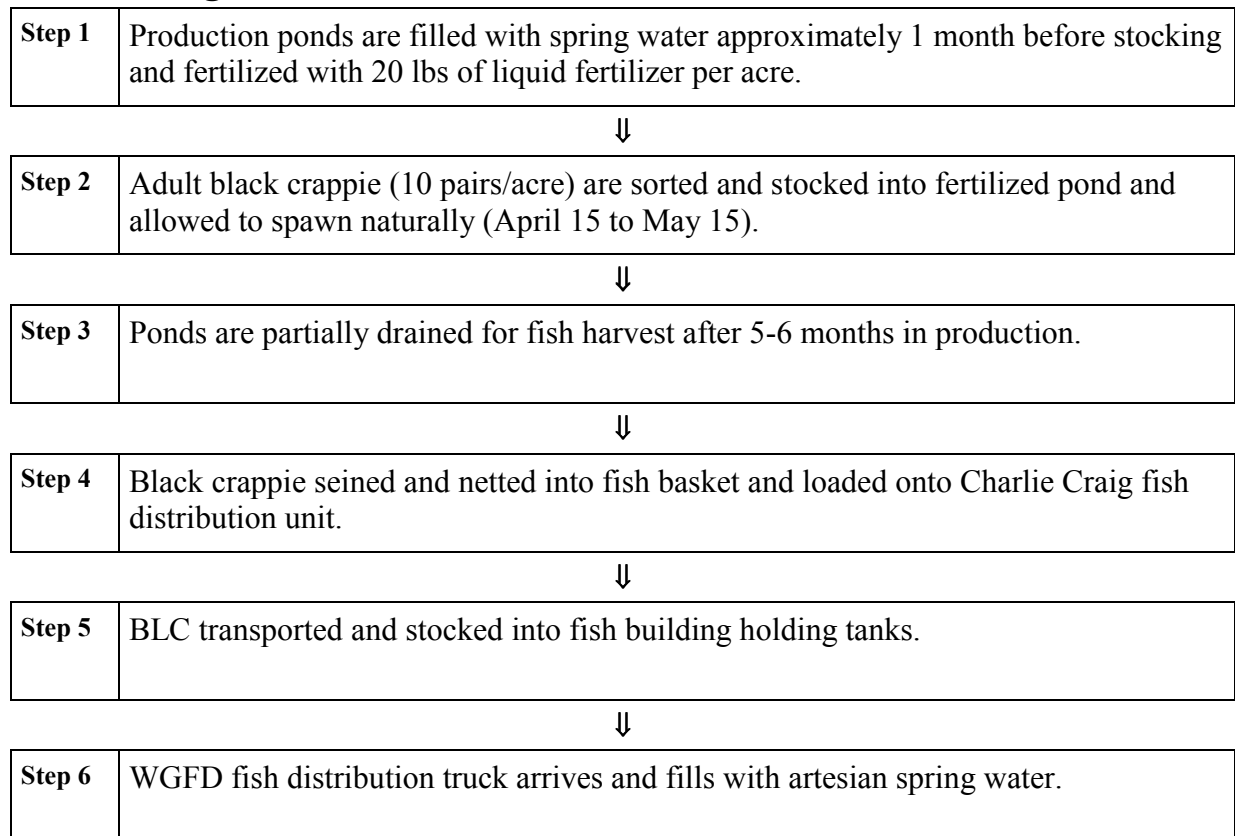 Step 1 Production ponds are filled with spring water approximately 1 month before stocking
and fertilized with 20 lbs of liquid fertilizer per acre.
⇓
Step 2 Adult black crappie (10 pairs/acre) are sorted and stocked into fertilized pond and
allowed to spawn naturally (April 15 to May 15).
⇓
Step 3 Ponds are partially drained for fish harvest after 5-6 months in production.
⇓
Step 4 Black crappie seined and netted into fish basket and loaded onto Charlie Craig fish
distribution unit.
⇓
Step 5 BLC transported and stocked into fish building holding tanks.
⇓
Step 6 WGFD fish distribution truck arrives and fills with artesian spring water.